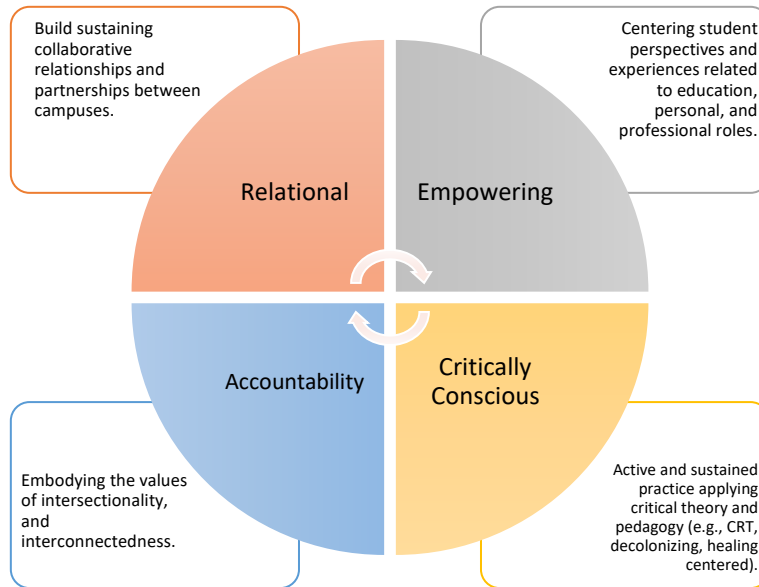 Build sustaining
collaborative
relationships and
partnerships between
campuses.
Centering student
perspectives and
experiences related
to education,
personal, and
professional roles.
Relational
Empowering
Accountability
Critically
Conscious
Embodying the values
of intersectionality,
and
interconnectedness.
Active and sustained
practice applying
critical theory and
pedagogy (e.g., CRT,
decolonizing, healing
centered).